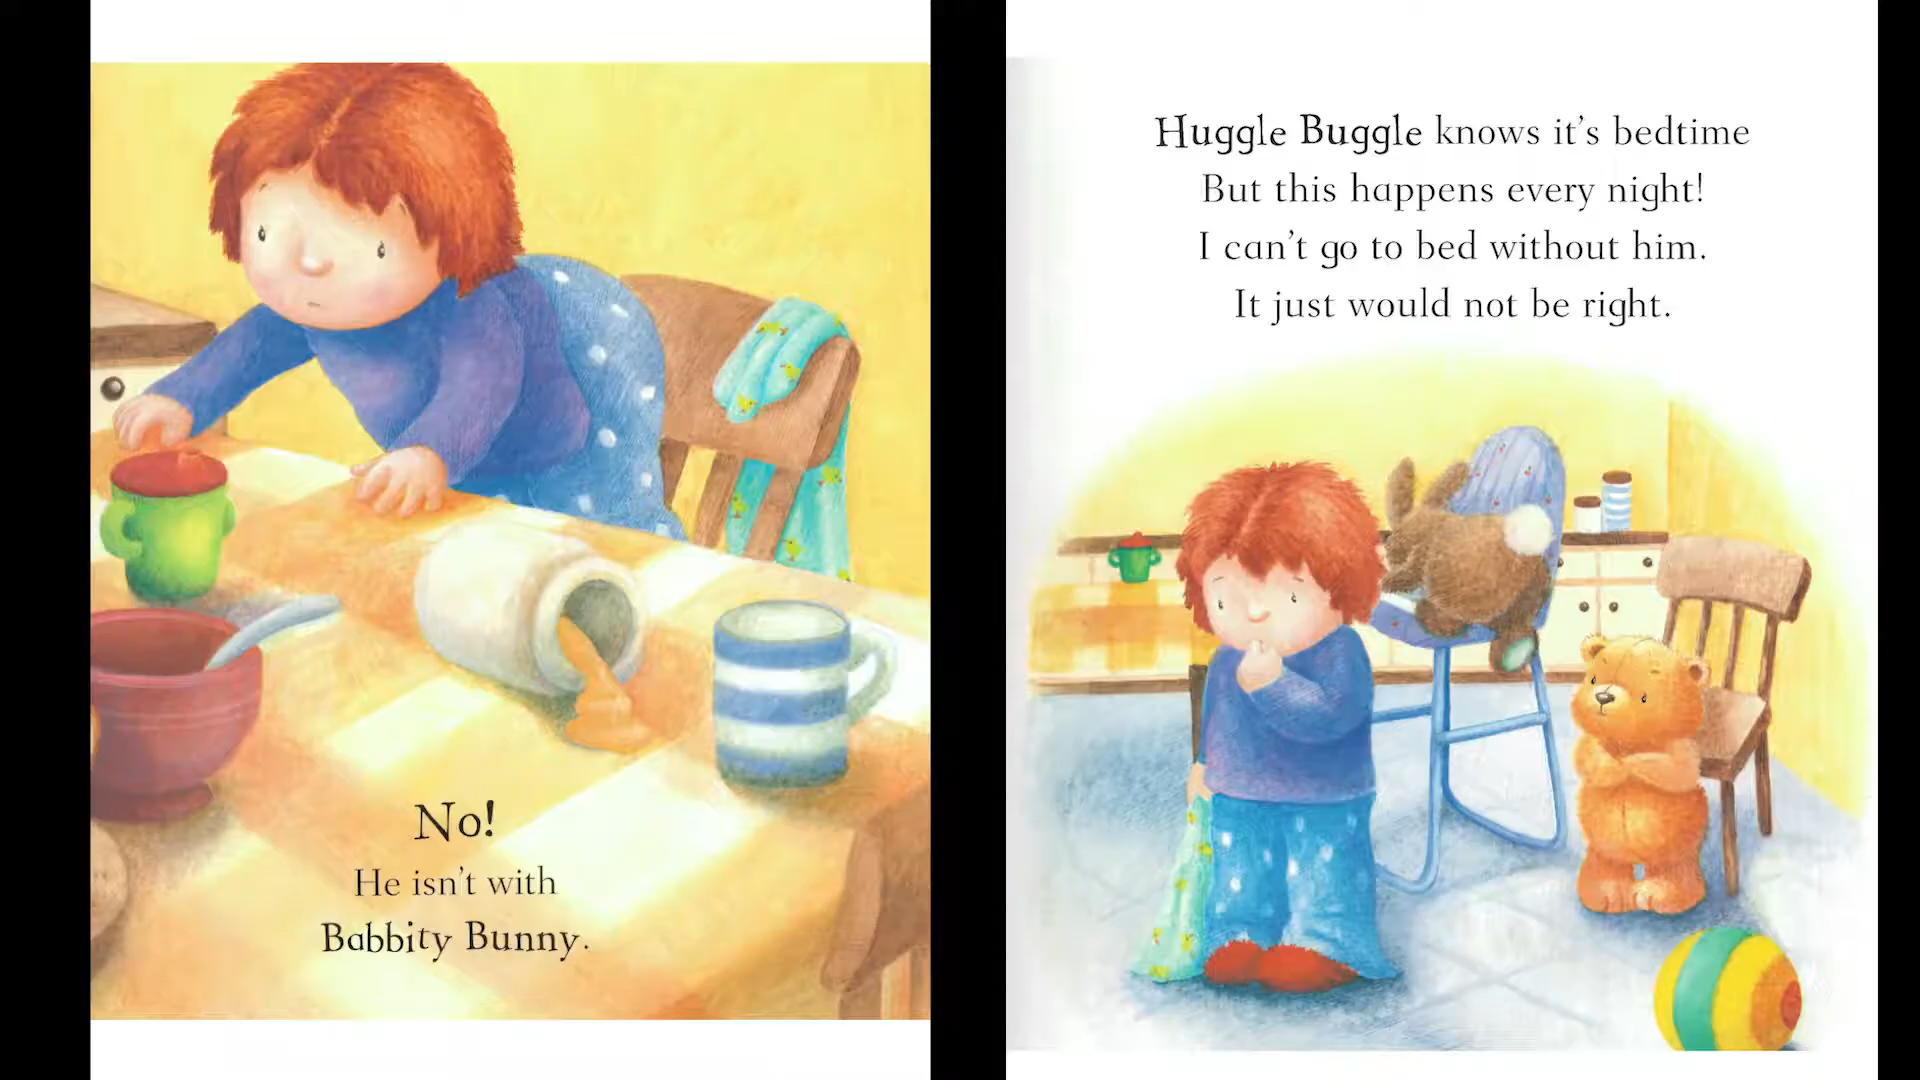 No!
He isn't with
Babbity Bunny.
Huggle Buggle knows it's bedtime
But this happens every night!
I can't go to bed without him.
It just would not be right.